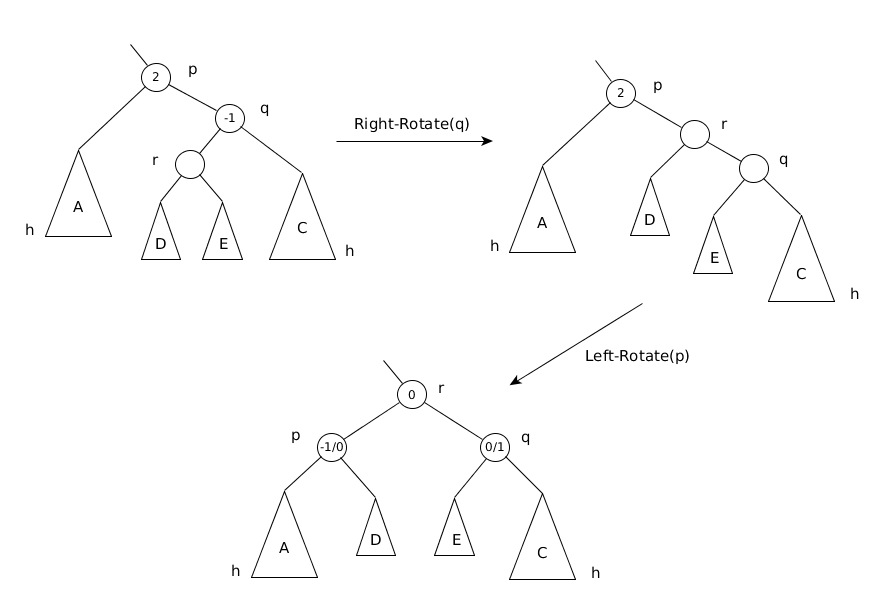 2 p
-1 q
r
A
D E C
h h
Right-Rotate(q)
2 p
r
q
A D
E C
h h
Left-Rotate(p)
0 r
p -1/0 0/1 q
A D E C
h h